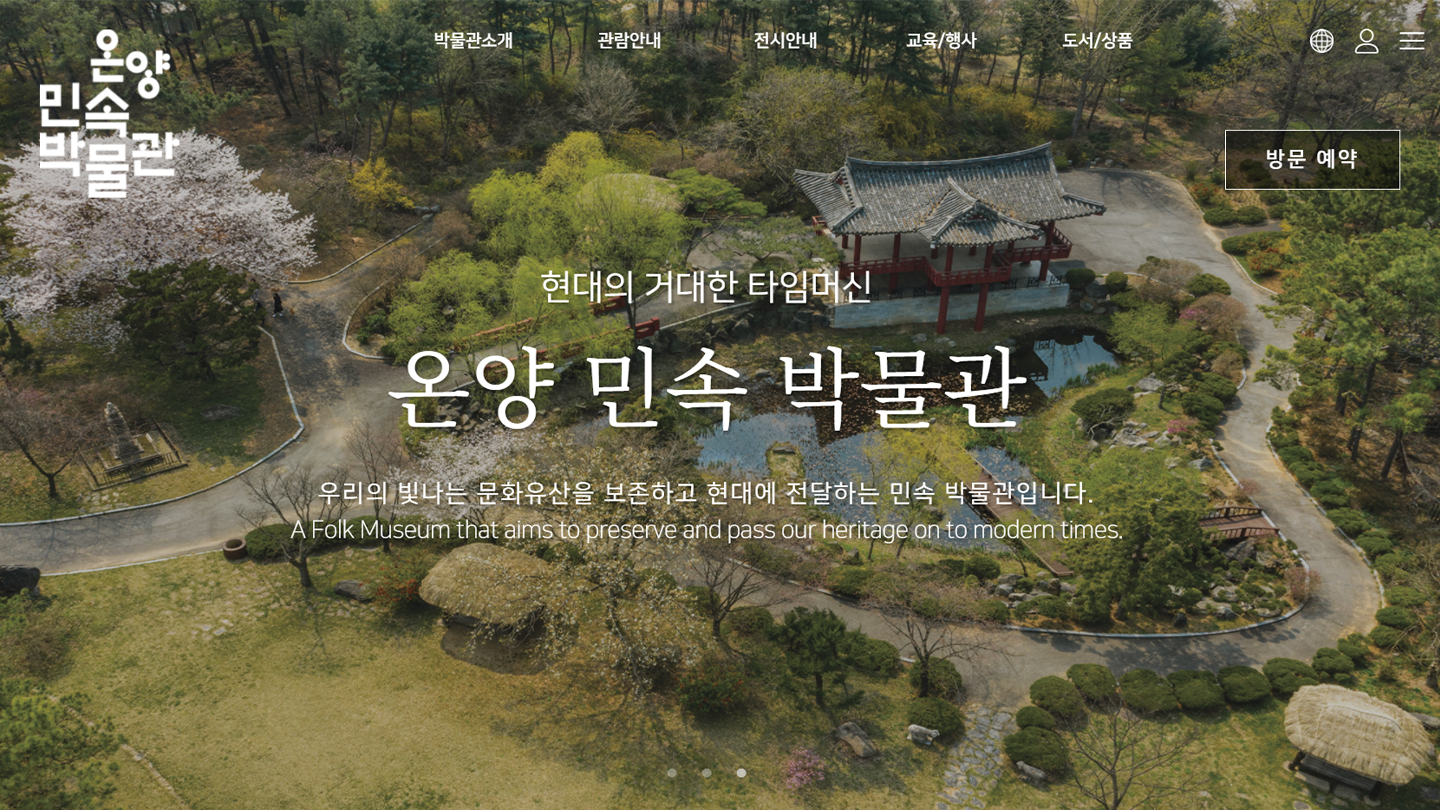 온양
민속
박물관
박물관소개
관람안내
전시안내
교육/행사
도서/상품
방문 예약
현대의 거대한 타임머신
온양 민속 박물관
우리의 빛나는 문화유산을 보존하고 현대에 전달하는 민속 박물관입니다.
A Folk Museum that aims to preserve and pass our heritage on to modern times.